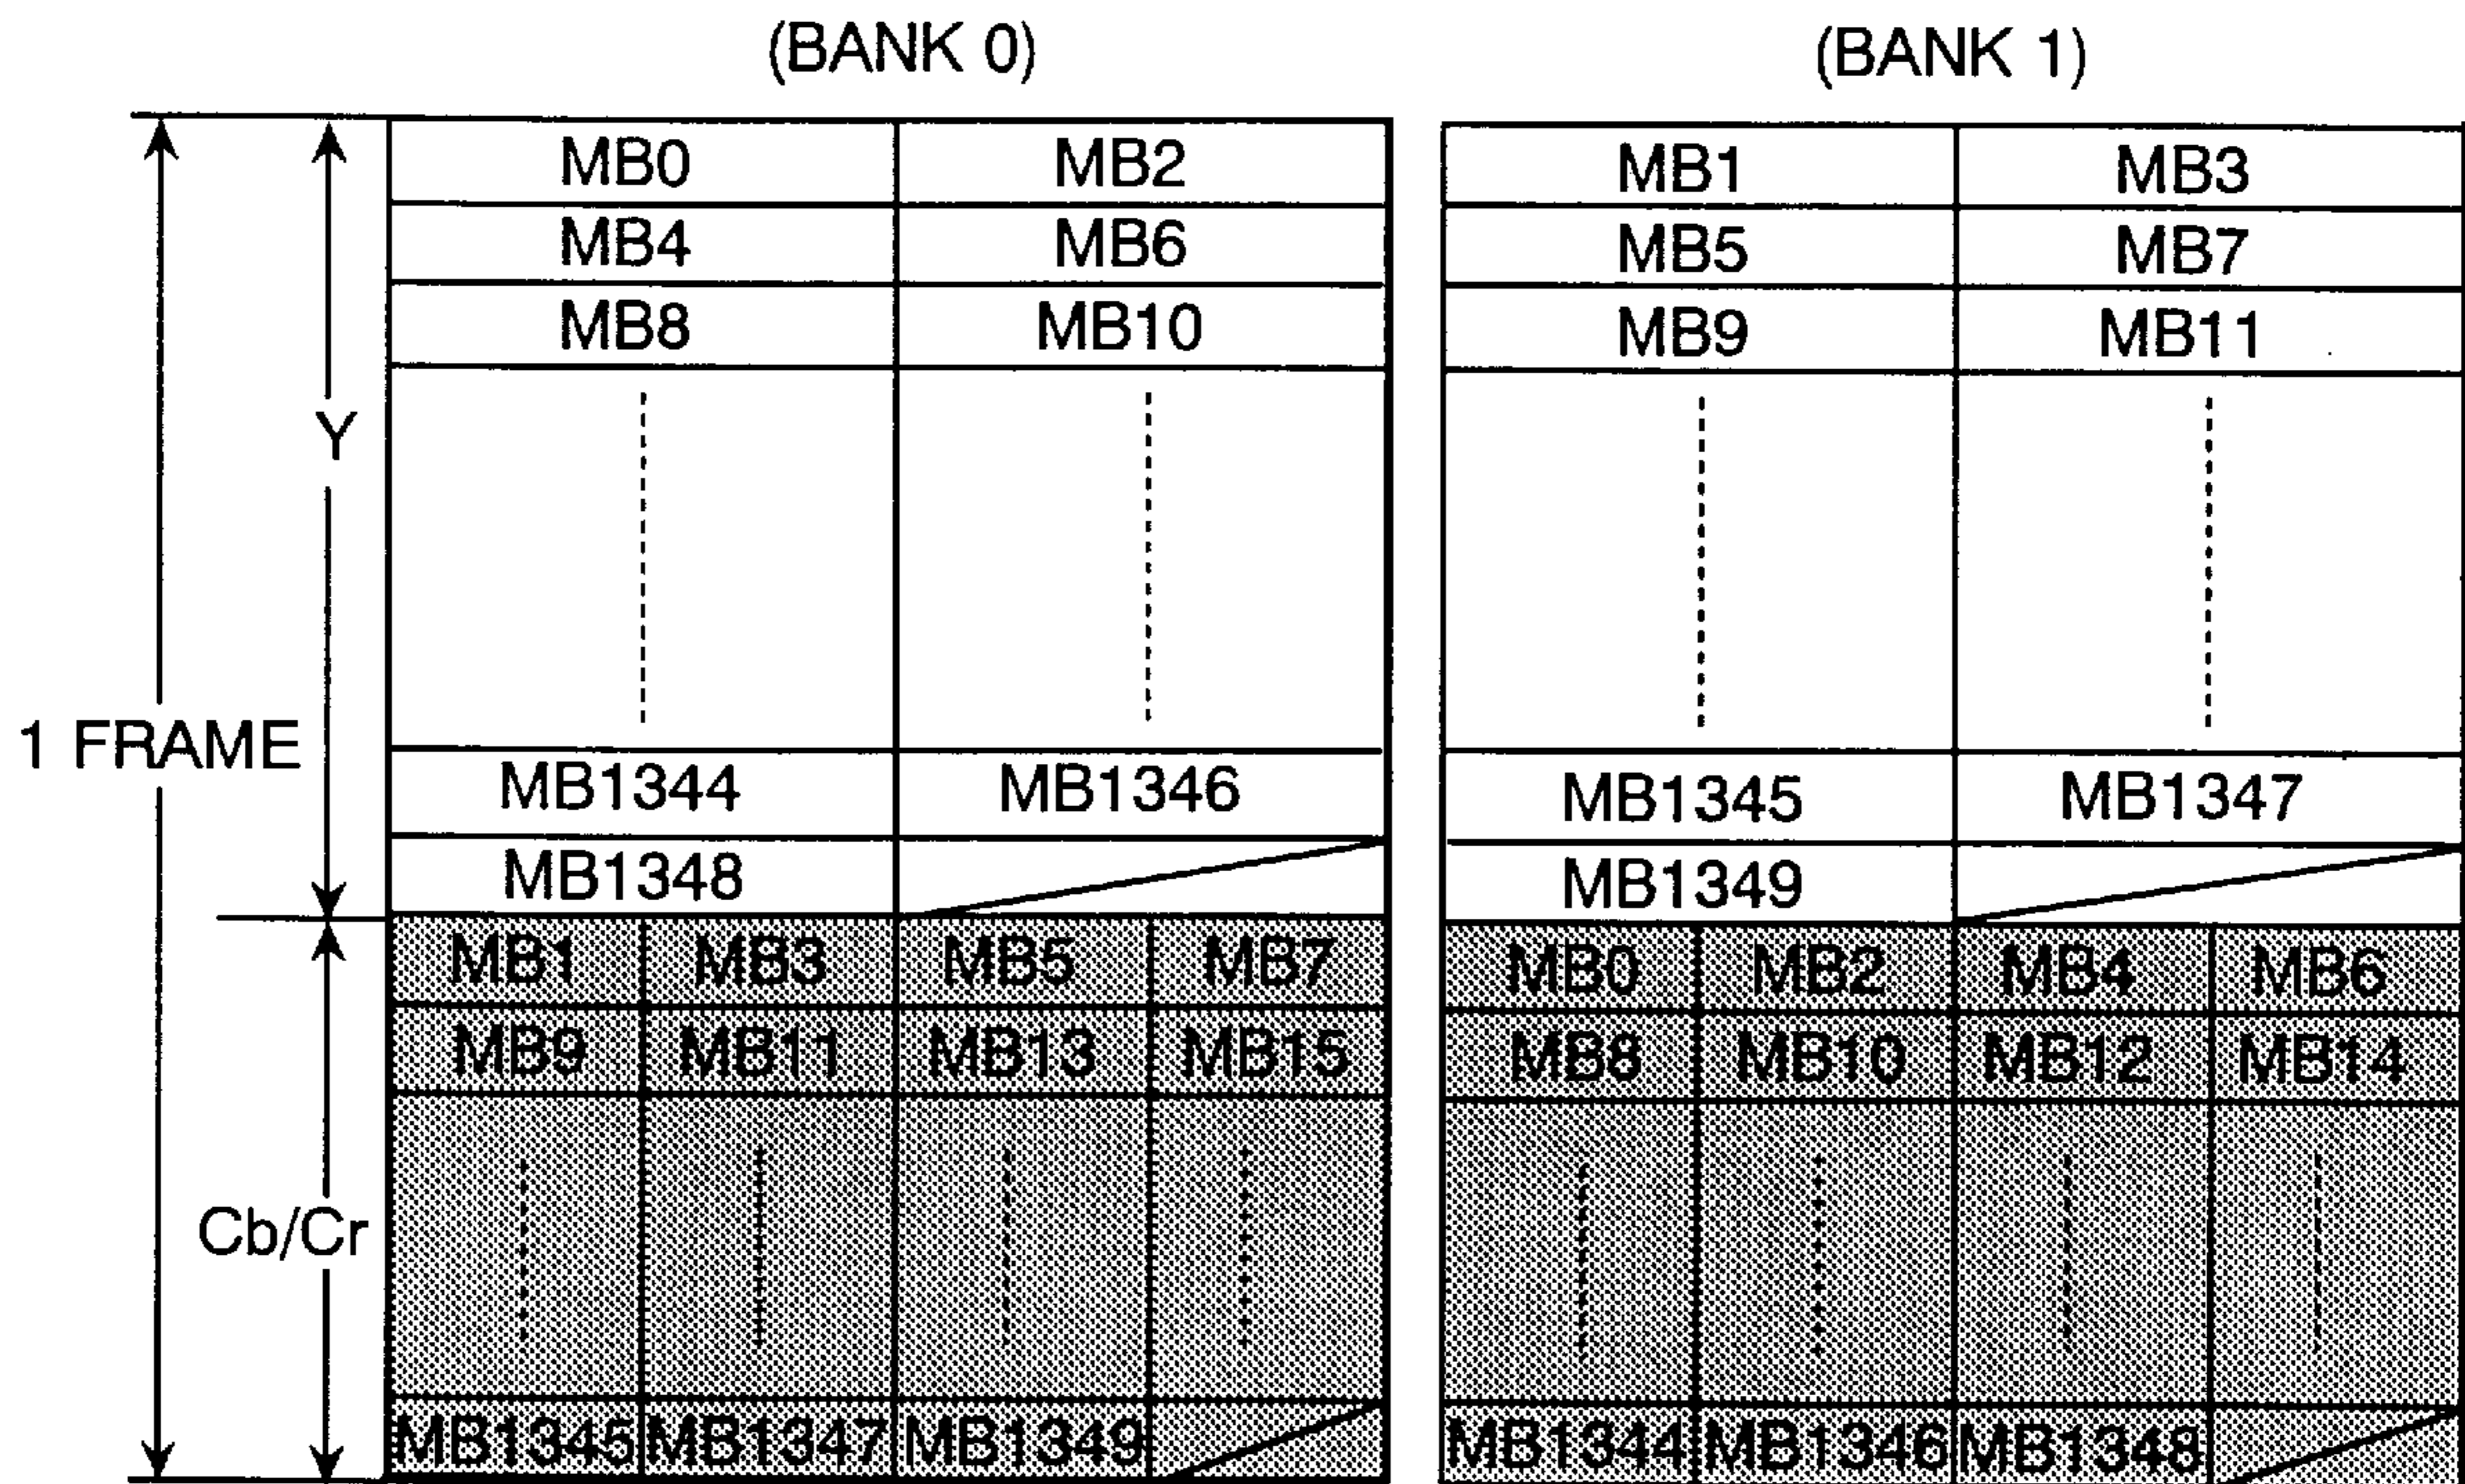 (BANK 0) (BANK 1)
MB0 MB2 MB1 MB3
MB4 MB6 MB5 MB7
MB8 MB10 MB9 MB11
Y
1 FRAME
MB1344 MB1346 MB1345 MB1347
MB1348 MB1349
MB1 MB3 MB5 MB7 MB0 MB2 MB4 MB6
MB9 MB11 MB13 MB15 MB8 MB10 MB12 MB14
Cb/Cr
MB1345 MB1347 MB1349 MB1344 MB1346 MB1348